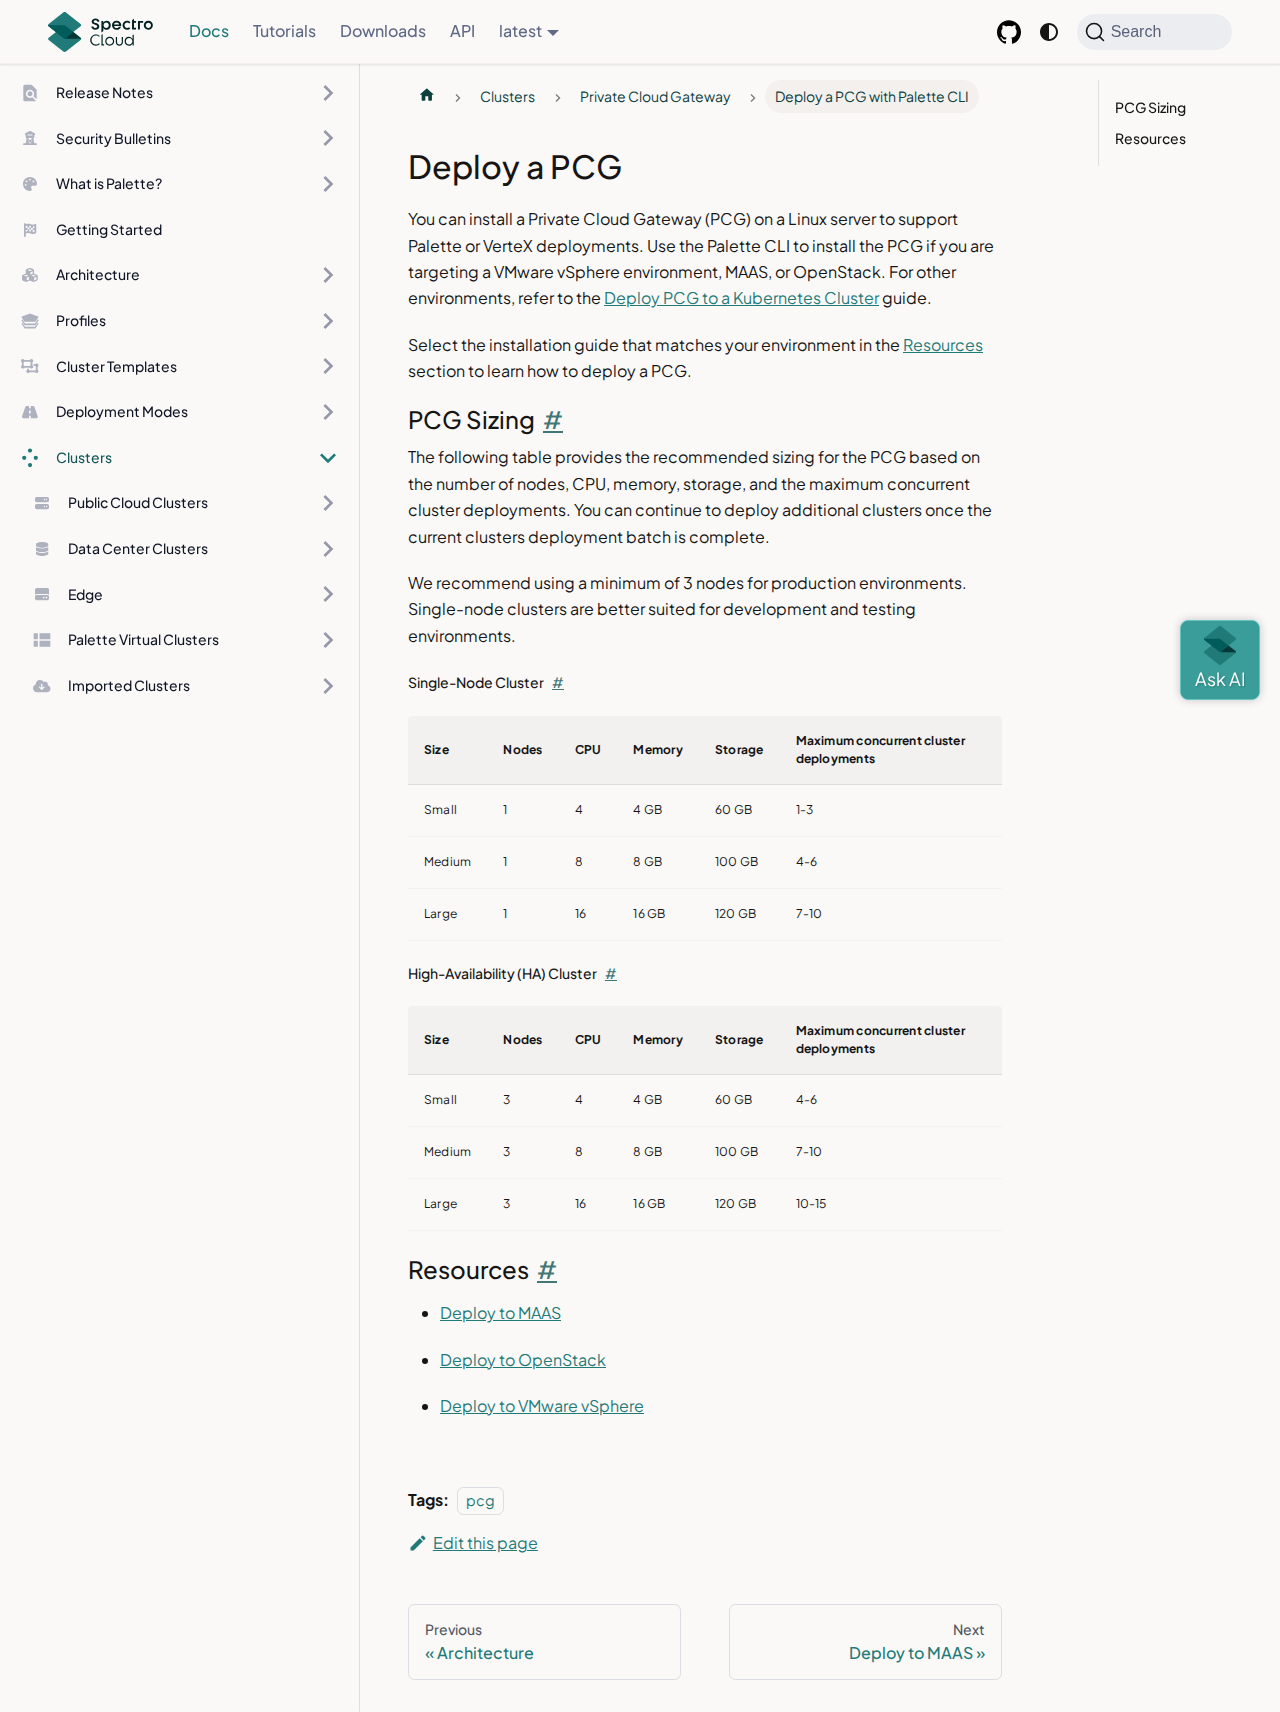 Spectro Cloud
Docs
Tutorials
Downloads
API
latest
Search
Release Notes
Security Bulletins
What is Palette?
Getting Started
Architecture
Profiles
Cluster Templates
Deployment Modes
Clusters
Public Cloud Clusters
Data Center Clusters
Edge
Palette Virtual Clusters
Imported Clusters
Clusters
Private Cloud Gateway
Deploy a PCG with Palette CLI
Deploy a PCG
You can install a Private Cloud Gateway (PCG) on a Linux server to support
Palette or VerteX deployments. Use the Palette CLI to install the PCG if you are
targeting a VMware vSphere environment, MAAS, or OpenStack. For other
environments, refer to the Deploy PCG to a Kubernetes Cluster guide.
Select the installation guide that matches your environment in the Resources
section to learn how to deploy a PCG.
PCG Sizing #
The following table provides the recommended sizing for the PCG based on
the number of nodes, CPU, memory, storage, and the maximum concurrent
cluster deployments. You can continue to deploy additional clusters once the
current clusters deployment batch is complete.
We recommend using a minimum of 3 nodes for production environments.
Single-node clusters are better suited for development and testing
environments.
Single-Node Cluster #
Size Nodes CPU Memory Storage Maximum concurrent cluster
deployments
Small 1 4 4 GB 60 GB 1-3
Medium 1 8 8 GB 100 GB 4-6
Large 1 16 16 GB 120 GB 7-10
High-Availability (HA) Cluster #
Size Nodes CPU Memory Storage Maximum concurrent cluster
deployments
Small 3 4 4 GB 60 GB 4-6
Medium 3 8 8 GB 100 GB 7-10
Large 3 16 16 GB 120 GB 10-15
Resources #
Deploy to MAAS
Deploy to OpenStack
Deploy to VMware vSphere
Tags: pcg
Edit this page
Previous
« Architecture
Next
Deploy to MAAS »
PCG Sizing
Resources
Ask AI